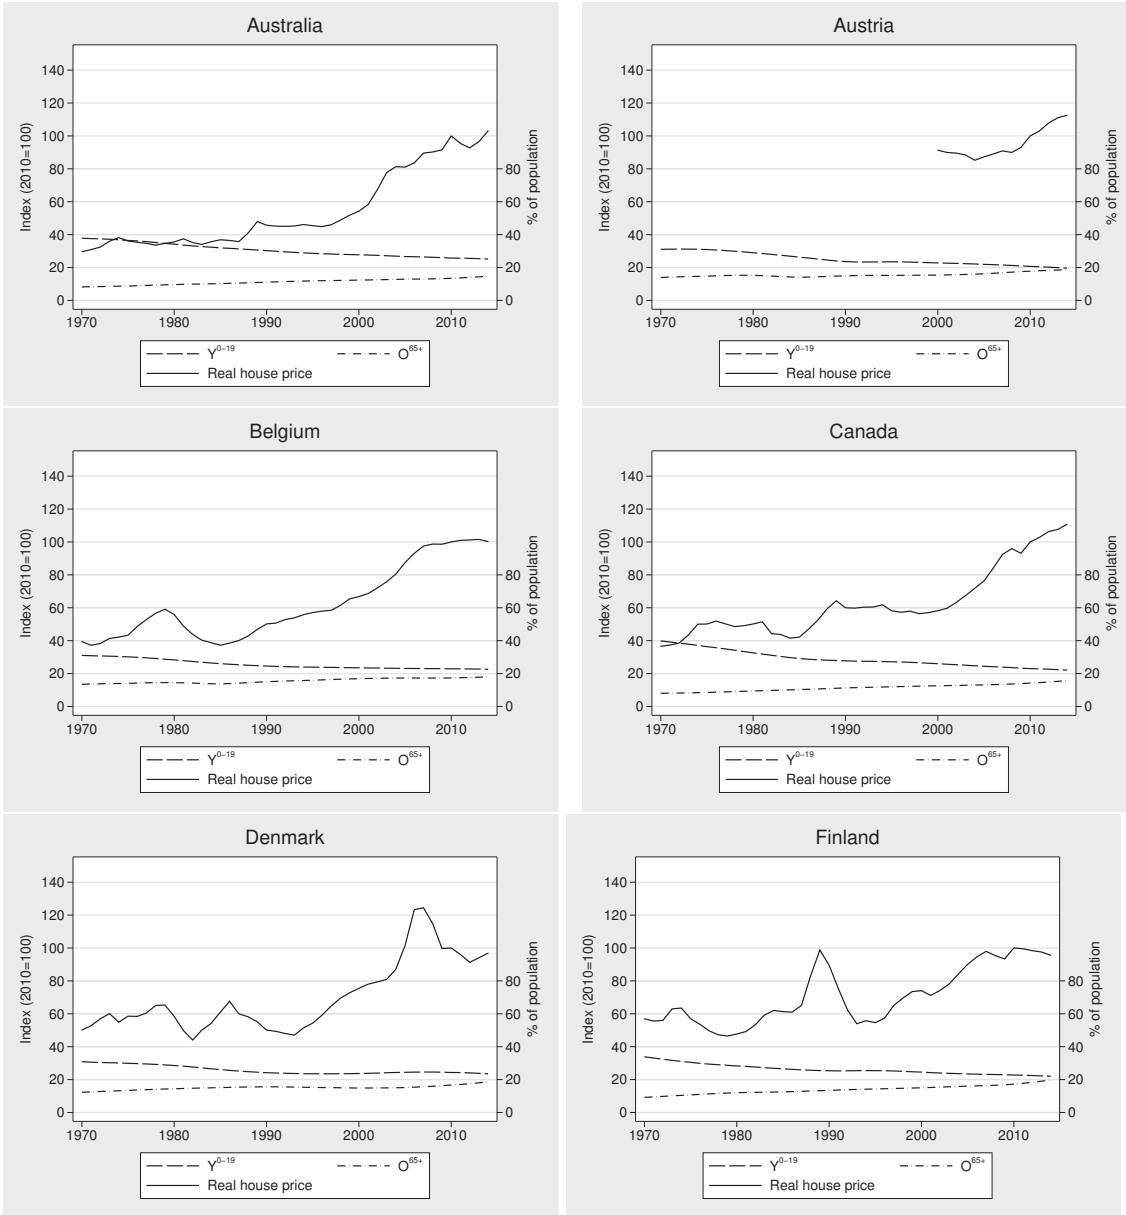 Australia
Index (2010=100)
140
120
100
80
60
40
20
0
80
60
40
20
0
% of population
1970 1980 1990 2000 2010
Y0−19 O65+
Real house price
Austria
Index (2010=100)
140
120
100
80
60
40
20
0
80
60
40
20
0
% of population
1970 1980 1990 2000 2010
Y0−19 O65+
Real house price
Belgium
Index (2010=100)
140
120
100
80
60
40
20
0
80
60
40
20
0
% of population
1970 1980 1990 2000 2010
Y0−19 O65+
Real house price
Canada
Index (2010=100)
140
120
100
80
60
40
20
0
80
60
40
20
0
% of population
1970 1980 1990 2000 2010
Y0−19 O65+
Real house price
Denmark
Index (2010=100)
140
120
100
80
60
40
20
0
80
60
40
20
0
% of population
1970 1980 1990 2000 2010
Y0−19 O65+
Real house price
Finland
Index (2010=100)
140
120
100
80
60
40
20
0
80
60
40
20
0
% of population
1970 1980 1990 2000 2010
Y0−19 O65+
Real house price